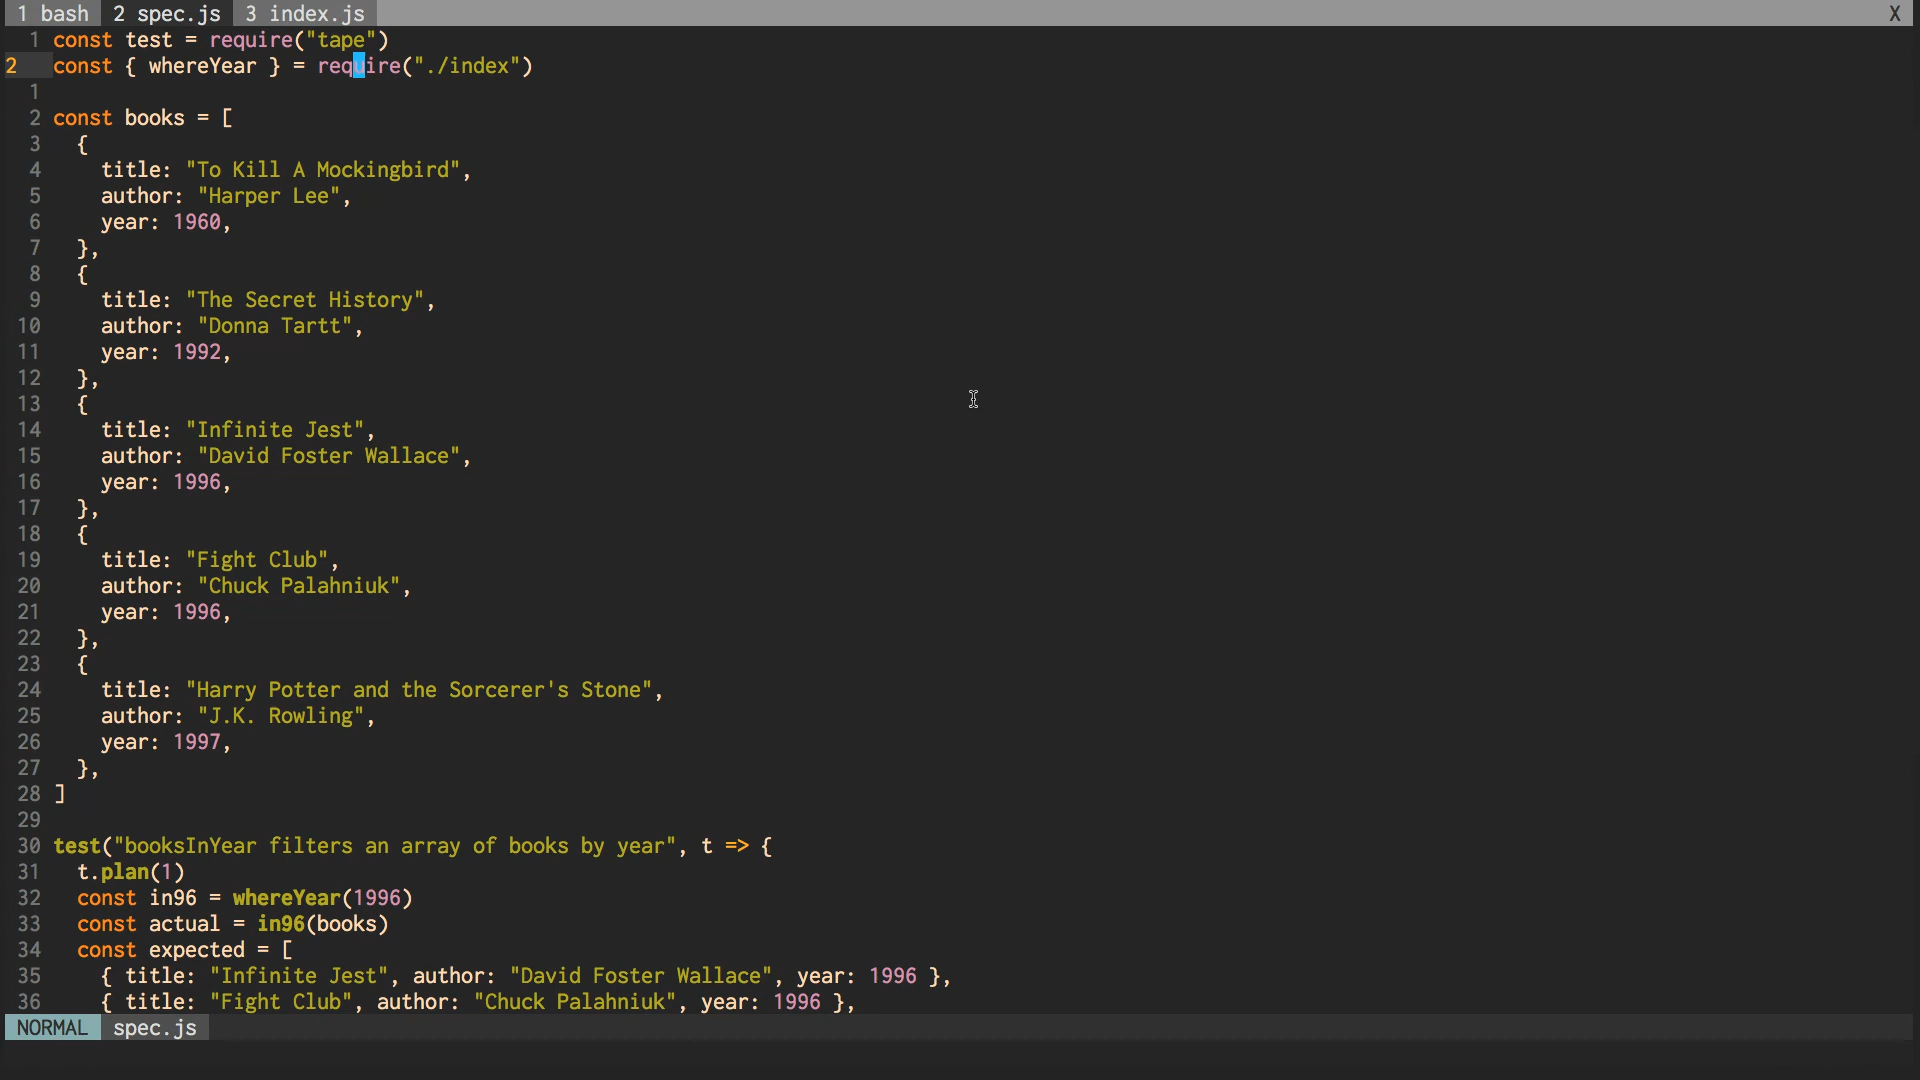 1 bash 2 spec.js 3 index.js X
1 const test = require("tape")
2 const { whereYear } = require("./index")
1
2 const books = [
3   {
4     title: "To Kill A Mockingbird",
5     author: "Harper Lee",
6     year: 1960,
7   },
8   {
9     title: "The Secret History",
10     author: "Donna Tartt",
11     year: 1992,
12   },
13   {
14     title: "Infinite Jest",
15     author: "David Foster Wallace",
16     year: 1996,
17   },
18   {
19     title: "Fight Club",
20     author: "Chuck Palahniuk",
21     year: 1996,
22   },
23   {
24     title: "Harry Potter and the Sorcerer's Stone",
25     author: "J.K. Rowling",
26     year: 1997,
27   },
28 ]
29
30 test("booksInYear filters an array of books by year", t => {
31   t.plan(1)
32   const in96 = whereYear(1996)
33   const actual = in96(books)
34   const expected = [
35     { title: "Infinite Jest", author: "David Foster Wallace", year: 1996 },
36     { title: "Fight Club", author: "Chuck Palahniuk", year: 1996 },
NORMAL spec.js